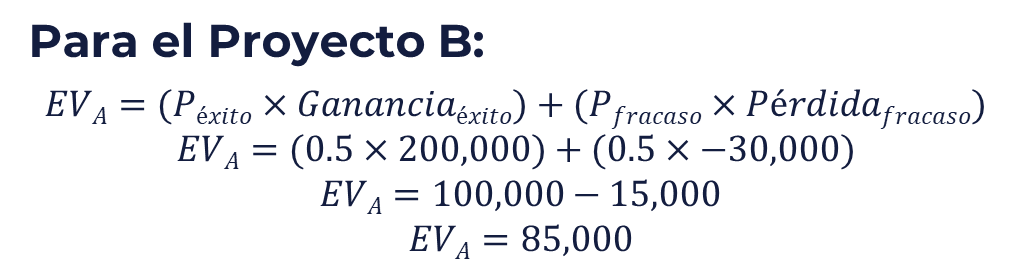 Para el Proyecto B:
EV_A = (P_éxito × Ganancia_éxito) + (P_fracaso × Pérdida_fracaso)
EV_A = (0.5 × 200,000) + (0.5 × −30,000)
EV_A = 100,000 − 15,000
EV_A = 85,000